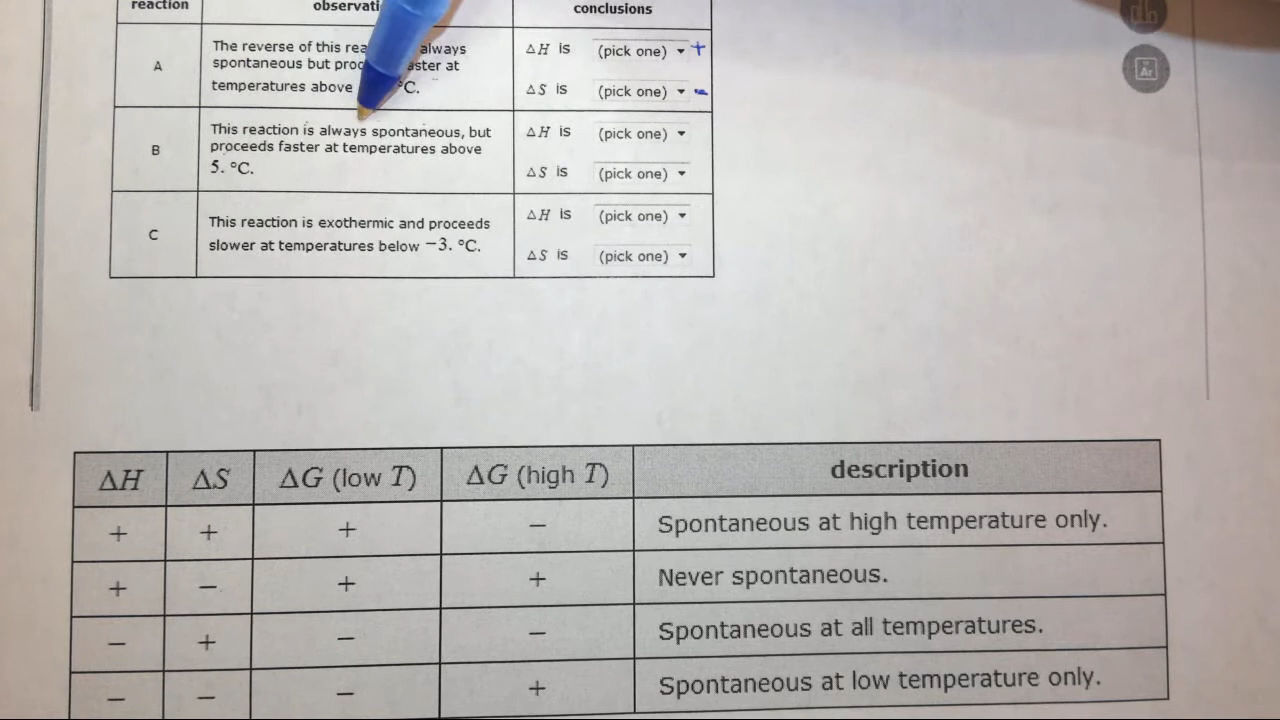 reaction
conclusions
A
The reverse of this always
spontaneous but at
temperatures above °C.
ΔH is (pick one) +
ΔS is (pick one) -
B
This reaction is always spontaneous, but
proceeds faster at temperatures above
5. °C.
ΔH is (pick one)
ΔS is (pick one)
C
This reaction is exothermic and proceeds
slower at temperatures below −3. °C.
ΔH is (pick one)
ΔS is (pick one)
Ar
ΔH ΔS ΔG (low T) ΔG (high T) description
+ + + − Spontaneous at high temperature only.
+ − + + Never spontaneous.
− + − − Spontaneous at all temperatures.
− − − + Spontaneous at low temperature only.